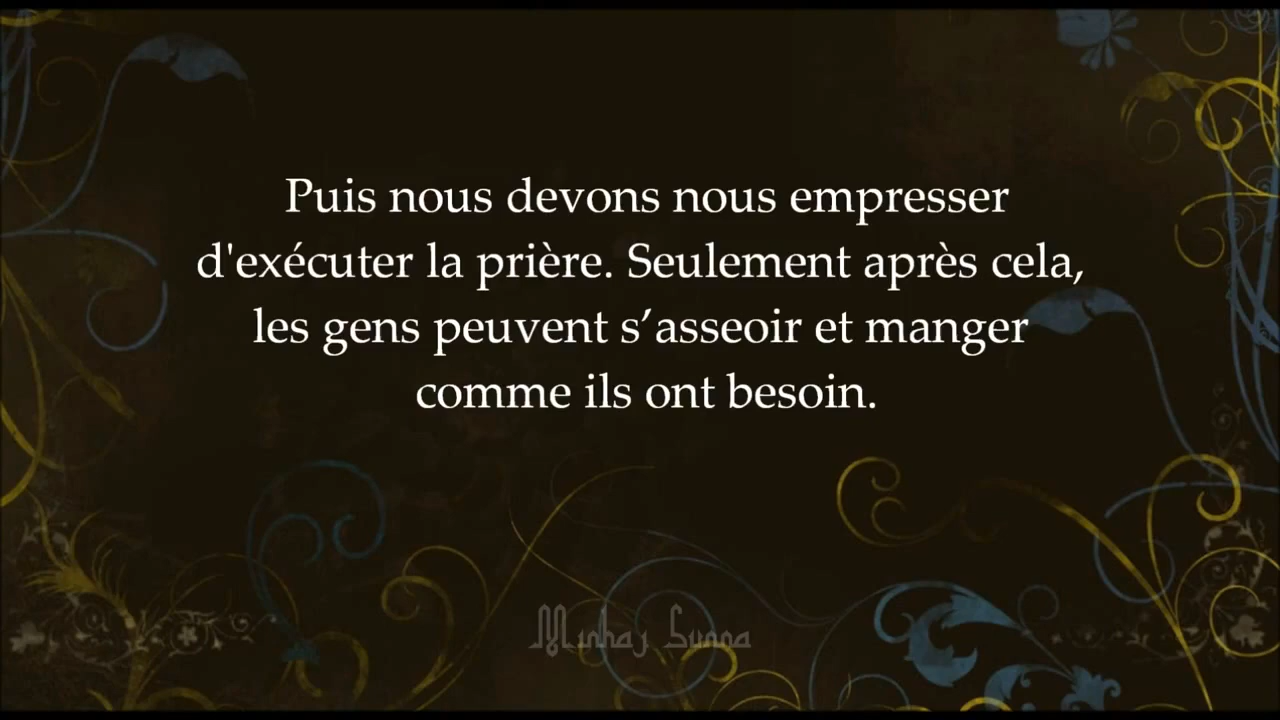 Puis nous devons nous empresser
d'exécuter la prière. Seulement après cela,
les gens peuvent s’asseoir et manger
comme ils ont besoin.
Minhaj Sunna